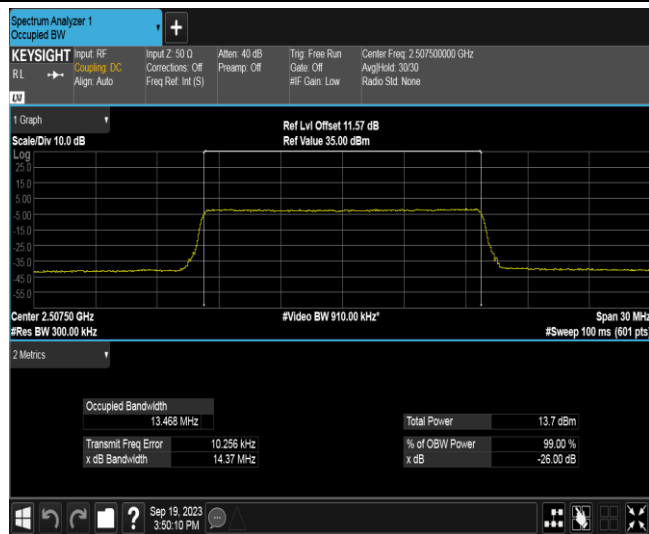 Spectrum Analyzer 1
Occupied BW
+
KEYSIGHT Input: RF Input Z: 50 Ω Atten: 40 dB Trig: Free Run Center Freq: 2.507500000 GHz
RL Coupling: DC Corrections: Off Preamp: Off Gate: Off Avg|Hold: 30/30
Align: Auto Freq Ref: Int (S) #IF Gain: Low Radio Std: None
LXI
1 Graph
Ref Lvl Offset 11.57 dB
Scale/Div 10.0 dB Ref Value 35.00 dBm
Log
25.0
15.0
5.00
-5.00
-15.0
-25.0
-35.0
-45.0
-55.0
Center 2.50750 GHz #Video BW 910.00 kHz* Span 30 MHz
#Res BW 300.00 kHz #Sweep 100 ms (601 pts)
2 Metrics
Occupied Bandwidth
13.468 MHz Total Power 13.7 dBm
Transmit Freq Error 10.256 kHz % of OBW Power 99.00 %
x dB Bandwidth 14.37 MHz x dB -26.00 dB
? Sep 19, 2023
3:50:10 PM